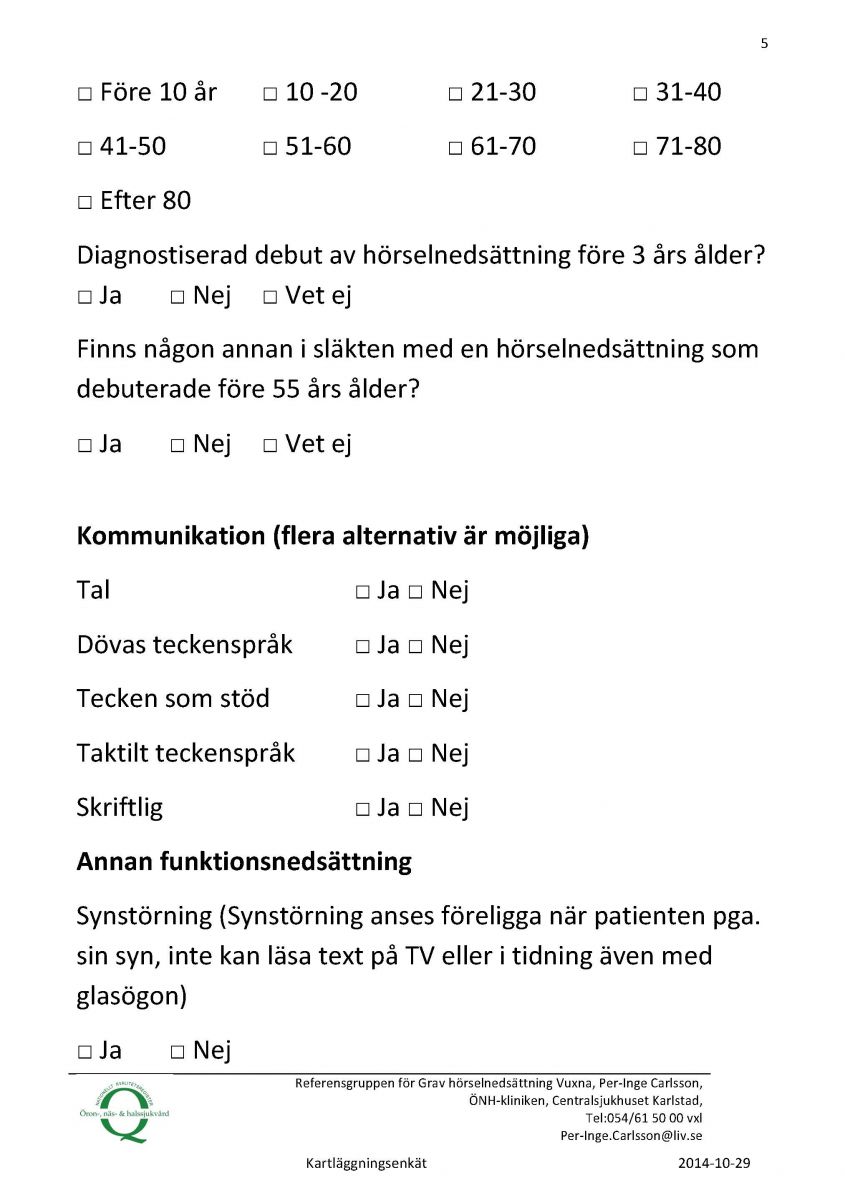 5
□ Före 10 år □ 10 -20 □ 21-30 □ 31-40
□ 41-50 □ 51-60 □ 61-70 □ 71-80
□ Efter 80
Diagnostiserad debut av hörselnedsättning före 3 års ålder?
□ Ja □ Nej □ Vet ej
Finns någon annan i släkten med en hörselnedsättning som
debuterade före 55 års ålder?
□ Ja □ Nej □ Vet ej
Kommunikation (flera alternativ är möjliga)
Tal □ Ja □ Nej
Dövas teckenspråk □ Ja □ Nej
Tecken som stöd □ Ja □ Nej
Taktilt teckenspråk □ Ja □ Nej
Skriftlig □ Ja □ Nej
Annan funktionsnedsättning
Synstörning (Synstörning anses föreligga när patienten pga.
sin syn, inte kan läsa text på TV eller i tidning även med
glasögon)
□ Ja □ Nej
NATIONELLT KVALITETSREGISTER
Öron-, näs- & halssjukvård
Referensgruppen för Grav hörselnedsättning Vuxna, Per-Inge Carlsson,
ÖNH-kliniken, Centralsjukhuset Karlstad,
Tel:054/61 50 00 vxl
Per-Inge.Carlsson@liv.se
Kartläggningsenkät 2014-10-29